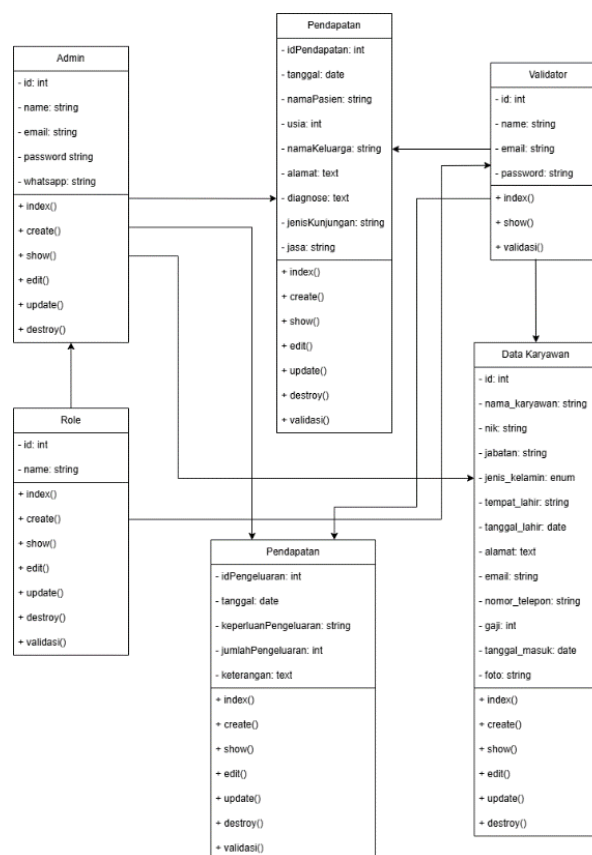 Admin
- id: int
- name: string
- email: string
- password string
- whatsapp: string
+ index()
+ create()
+ show()
+ edit()
+ update()
+ destroy()
Pendapatan
- idPendapatan: int
- tanggal: date
- namaPasien: string
- usia: int
- namaKeluarga: string
- alamat: text
- diagnose: text
- jenisKunjungan: string
- jasa: string
+ index()
+ create()
+ show()
+ edit()
+ update()
+ destroy()
+ validasi()
Validator
- id: int
- name: string
- email: string
- password: string
+ index()
+ show()
+ validasi()
Role
- id: int
- name: string
+ index()
+ create()
+ show()
+ edit()
+ update()
+ destroy()
+ validasi()
Pendapatan
- idPengeluaran: int
- tanggal: date
- keperluanPengeluaran: string
- jumlahPengeluaran: int
- keterangan: text
+ index()
+ create()
+ show()
+ edit()
+ update()
+ destroy()
+ validasi()
Data Karyawan
- id: int
- nama_karyawan: string
- nik: string
- jabatan: string
- jenis_kelamin: enum
- tempat_lahir: string
- tanggal_lahir: date
- alamat: text
- email: string
- nomor_telepon: string
- gaji: int
- tanggal_masuk: date
- foto: string
+ index()
+ create()
+ show()
+ edit()
+ update()
+ destroy()